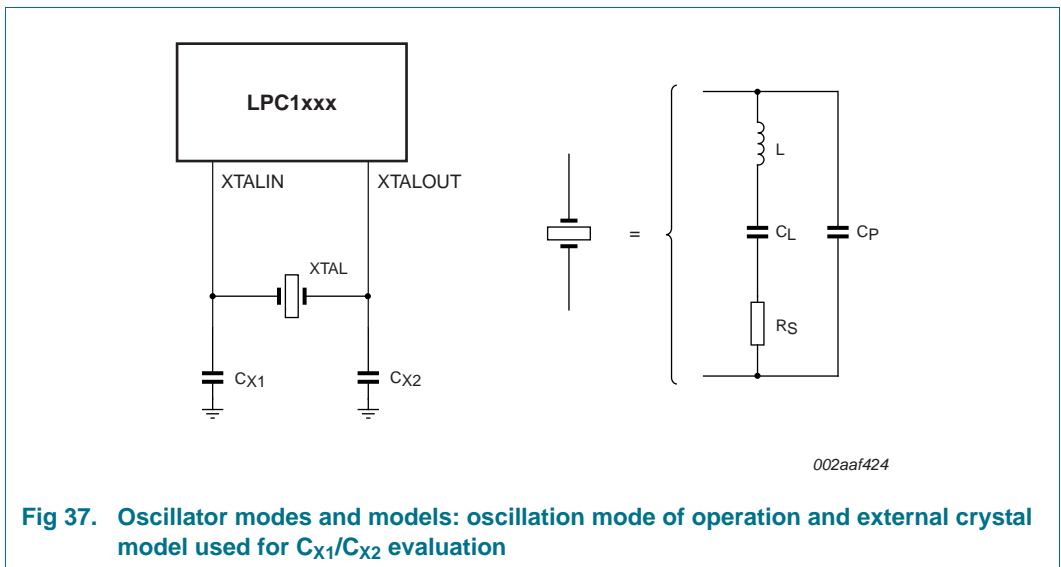 LPC1xxx
XTALIN XTALOUT
XTAL
CX1 CX2
=
L
CL CP
RS
002aaf424
Fig 37. Oscillator modes and models: oscillation mode of operation and external crystal
model used for CX1/CX2 evaluation